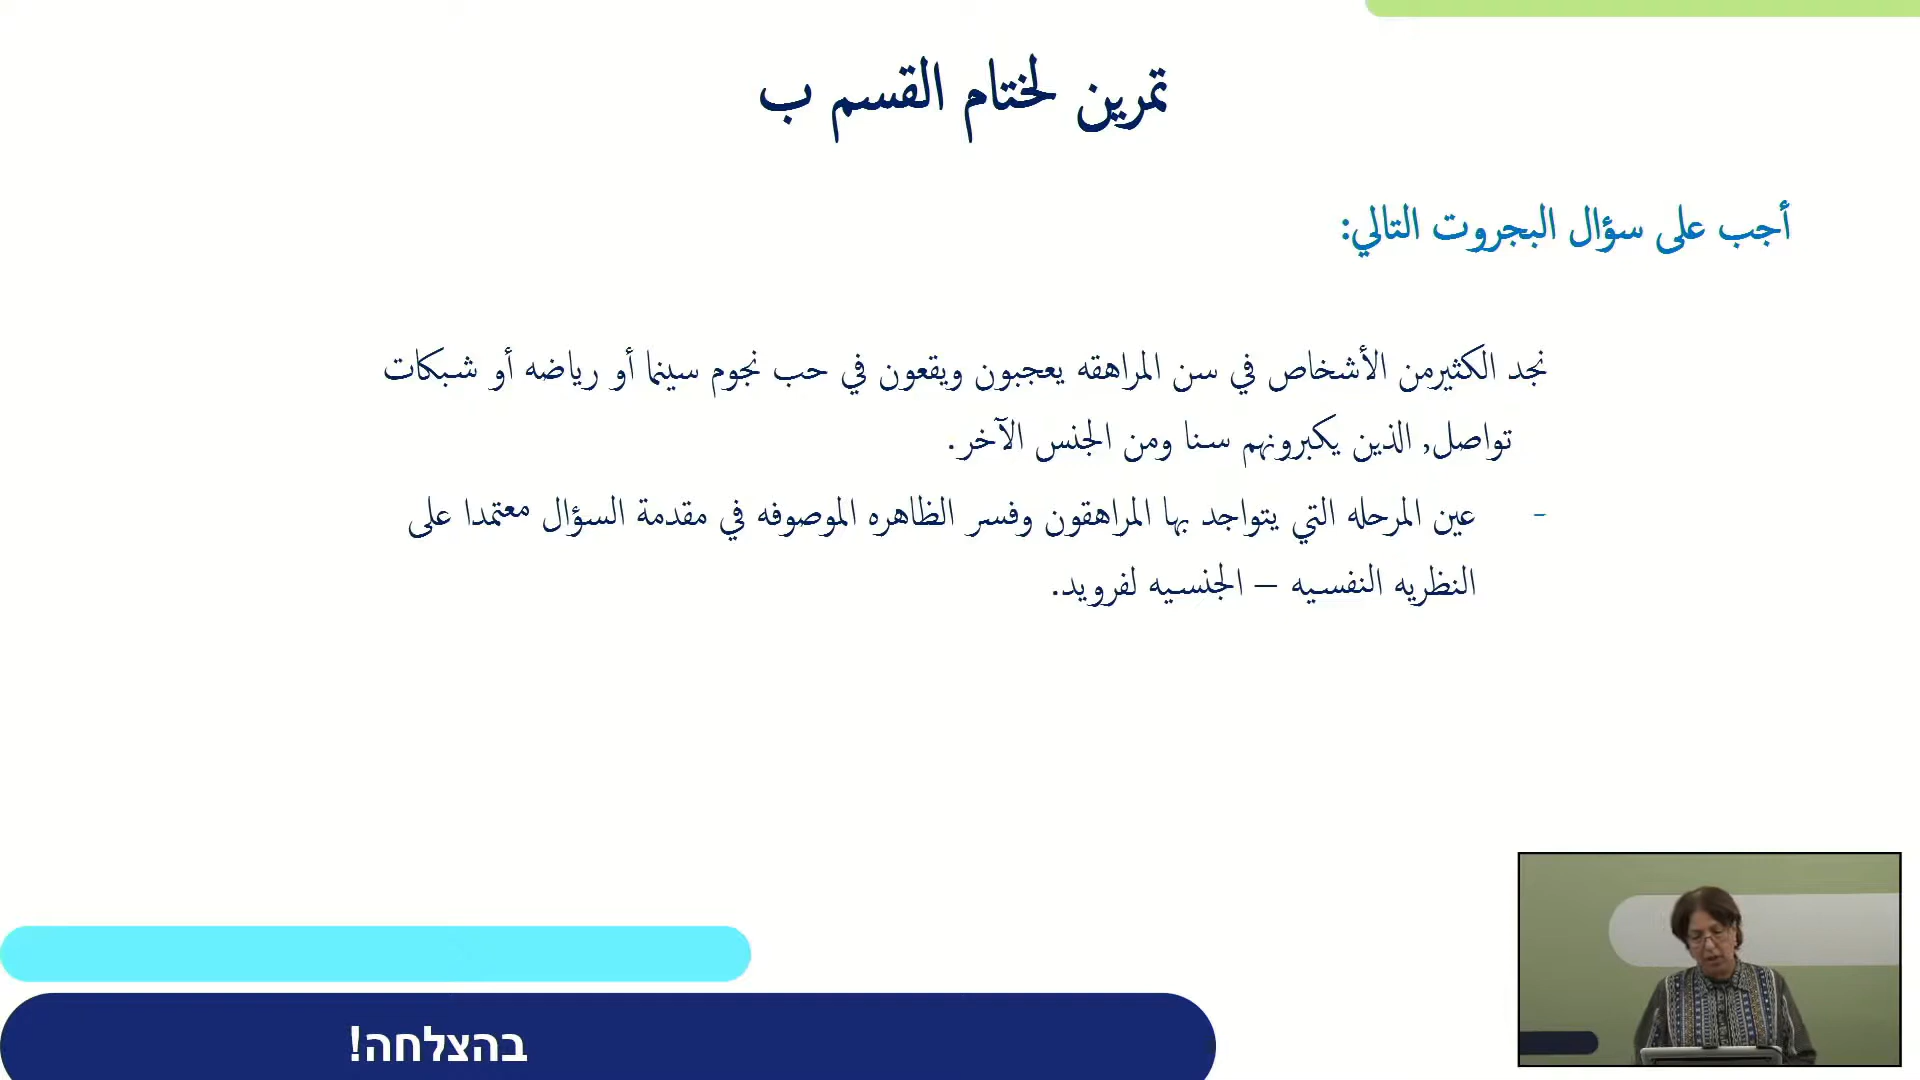 تمرين لختام القسم ب
أجب على سؤال البجروت التالي:
نجد الكثيرمن الأشخاص في سن المراهقه يعجبون ويقعون في حب نجوم سينما أو رياضه أو شبكات
تواصل, الذين يكبرونهم سنا ومن الجنس الآخر.
- عين المرحله التي يتواجد بها المراهقون وفسر الظاهره الموصوفه في مقدمة السؤال معتمدا على
النظريه النفسيه – الجنسيه لفرويد.
בהצלחה!